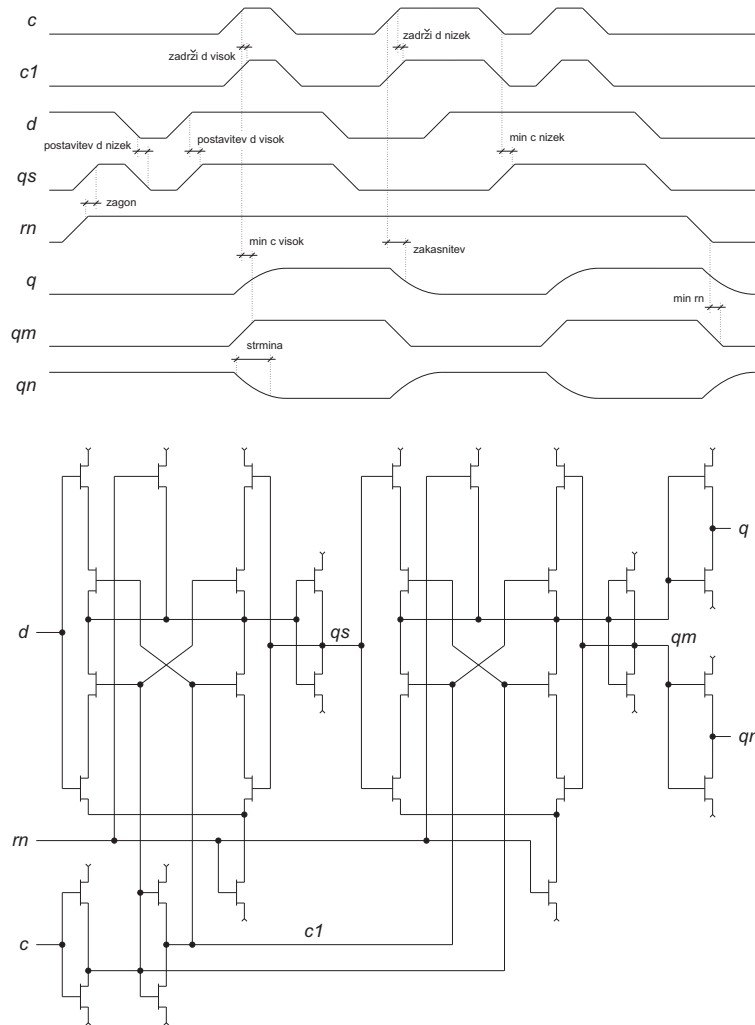 c
zadrži d visok
zadrži d nizek
c1
d
postavitev d nizek
postavitev d visok
min c nizek
qs
zagon
rn
min c visok
zakasnitev
q
min rn
qm
strmina
qn
q
d
qs
qm
qn
rn
c
c1